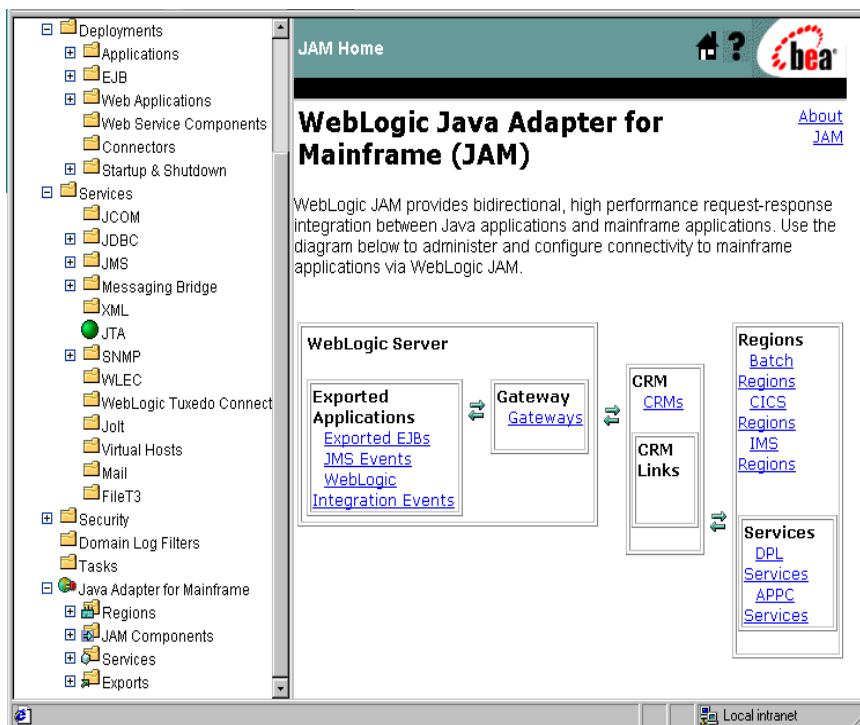 Deployments
Applications
EJB
Web Applications
Web Service Components
Connectors
Startup & Shutdown
Services
JCOM
JDBC
JMS
Messaging Bridge
XML
JTA
SNMP
WLEC
WebLogic Tuxedo Connect
Jolt
Virtual Hosts
Mail
FileT3
Security
Domain Log Filters
Tasks
Java Adapter for Mainframe
Regions
JAM Components
Services
Exports
JAM Home
?
bea
WebLogic Java Adapter for
Mainframe (JAM)
About
JAM
WebLogic JAM provides bidirectional, high performance request-response
integration between Java applications and mainframe applications. Use the
diagram below to administer and configure connectivity to mainframe
applications via WebLogic JAM.
WebLogic Server
Exported
Applications
Exported EJBs
JMS Events
WebLogic
Integration Events
Gateway
Gateways
CRM
CRMs
CRM
Links
Regions
Batch
Regions
CICS
Regions
IMS
Regions
Services
DPL
Services
APPC
Services
Local intranet